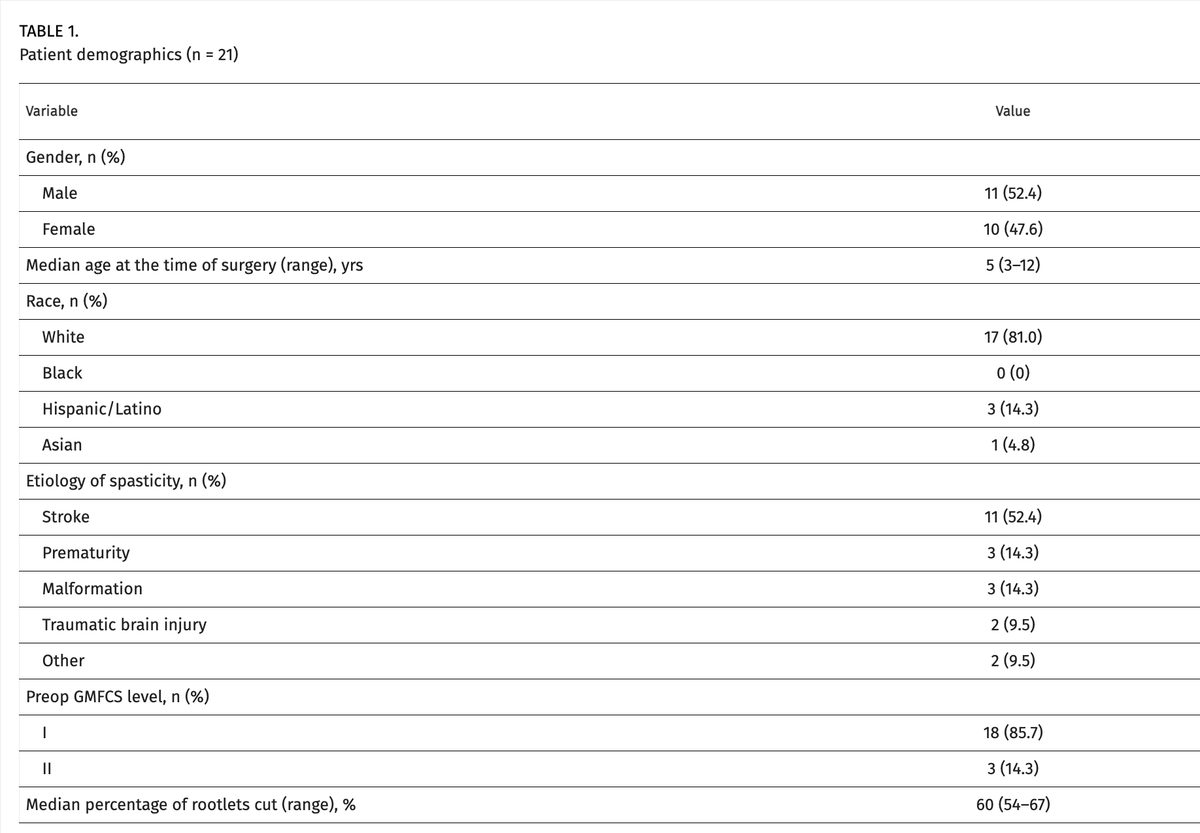 TABLE 1.
Patient demographics (n = 21)
Variable Value
Gender, n (%)
Male 11 (52.4)
Female 10 (47.6)
Median age at the time of surgery (range), yrs 5 (3–12)
Race, n (%)
White 17 (81.0)
Black 0 (0)
Hispanic/Latino 3 (14.3)
Asian 1 (4.8)
Etiology of spasticity, n (%)
Stroke 11 (52.4)
Prematurity 3 (14.3)
Malformation 3 (14.3)
Traumatic brain injury 2 (9.5)
Other 2 (9.5)
Preop GMFCS level, n (%)
I 18 (85.7)
II 3 (14.3)
Median percentage of rootlets cut (range), % 60 (54–67)